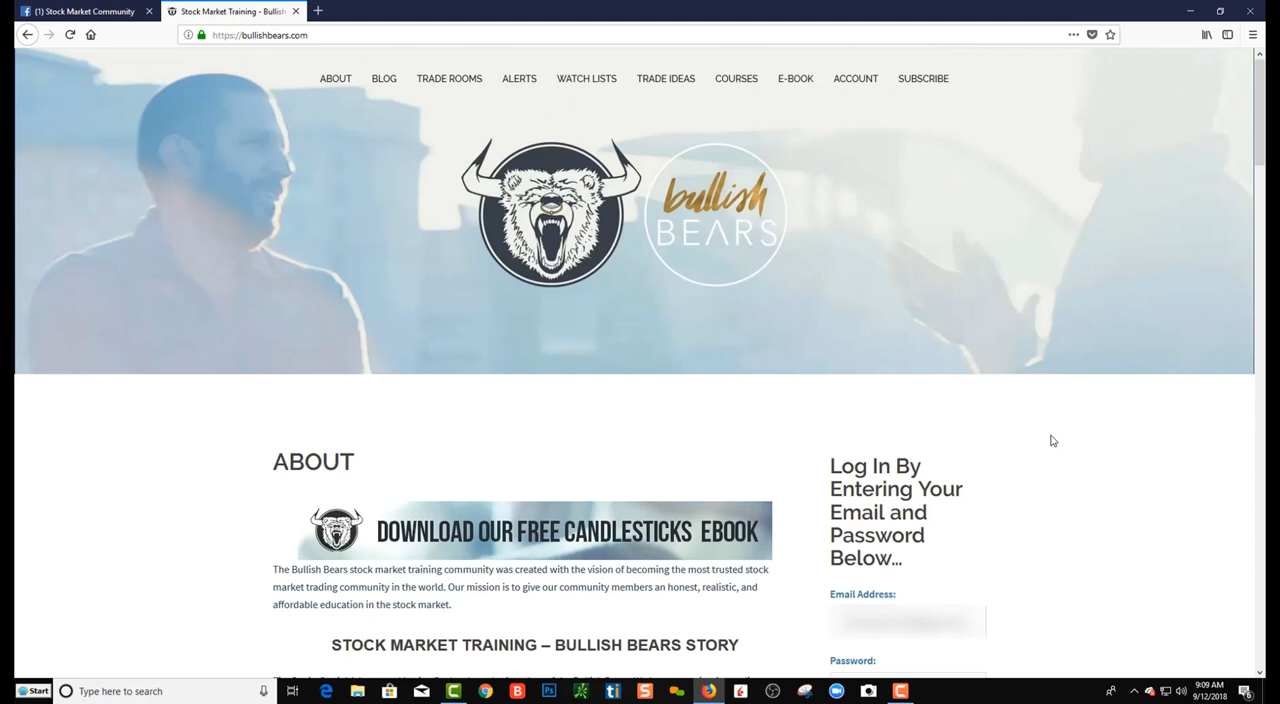 (1) Stock Market Community
Stock Market Training - Bullish
https://bullishbears.com
ABOUT BLOG TRADE ROOMS ALERTS WATCH LISTS TRADE IDEAS COURSES E-BOOK ACCOUNT SUBSCRIBE
bullish
BEARS
ABOUT
DOWNLOAD OUR FREE CANDLESTICKS EBOOK
The Bullish Bears stock market training community was created with the vision of becoming the most trusted stock
market trading community in the world. Our mission is to give our community members an honest, realistic, and
affordable education in the stock market.
STOCK MARKET TRAINING – BULLISH BEARS STORY
Log In By
Entering Your
Email and
Password
Below...
Email Address:
Password:
Start
Type here to search
9:09 AM
9/12/2018